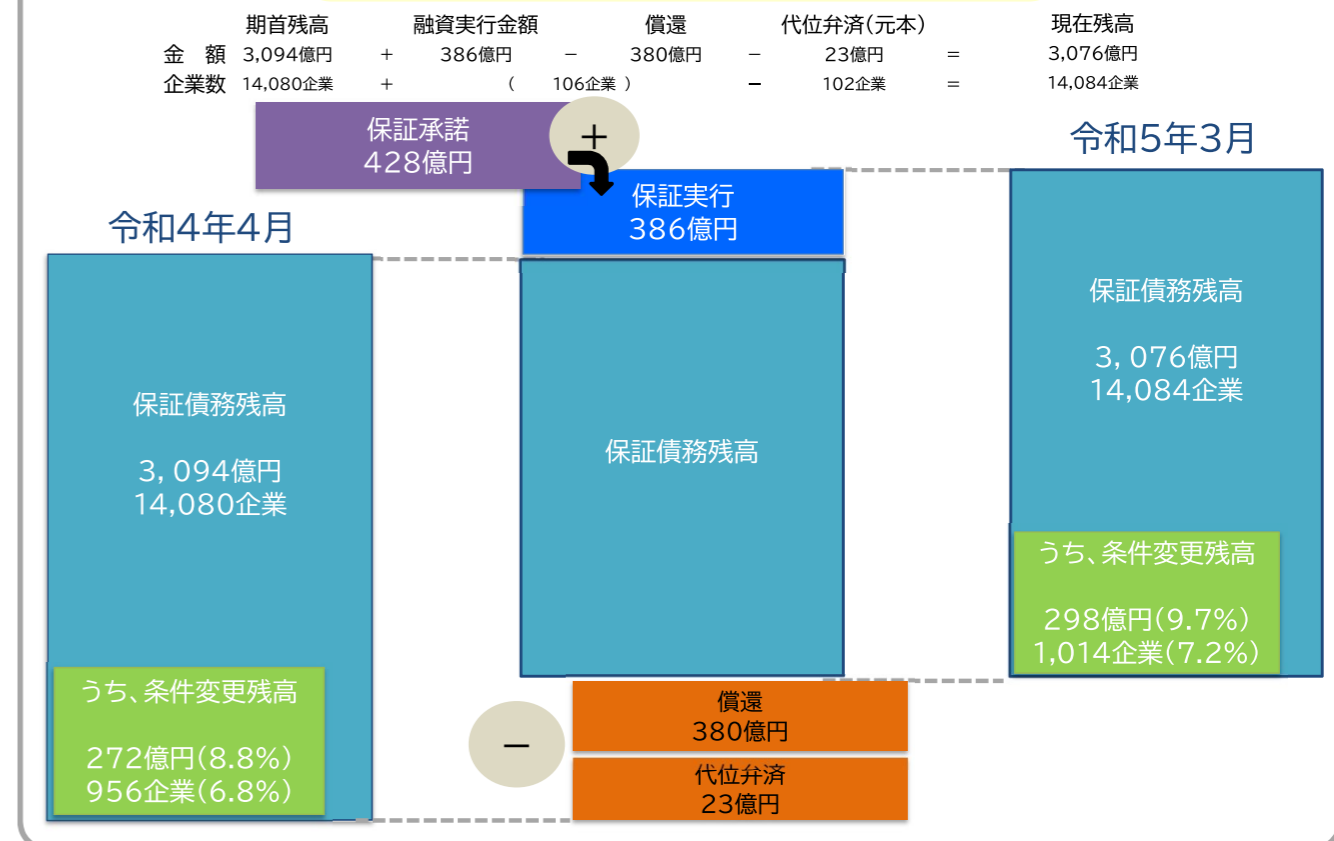 期首残高 融資実行金額 償還 代位弁済(元本) 現在残高
金 額 3,094億円 + 386億円 − 380億円 − 23億円 = 3,076億円
企業数 14,080企業 + ( 106企業 ) − 102企業 = 14,084企業
保証承諾
428億円
+
令和5年3月
保証実行
386億円
令和4年4月
保証債務残高
3,094億円
14,080企業
うち、条件変更残高
272億円(8.8%)
956企業(6.8%)
保証債務残高
−
償還
380億円
代位弁済
23億円
保証債務残高
3,076億円
14,084企業
うち、条件変更残高
298億円(9.7%)
1,014企業(7.2%)